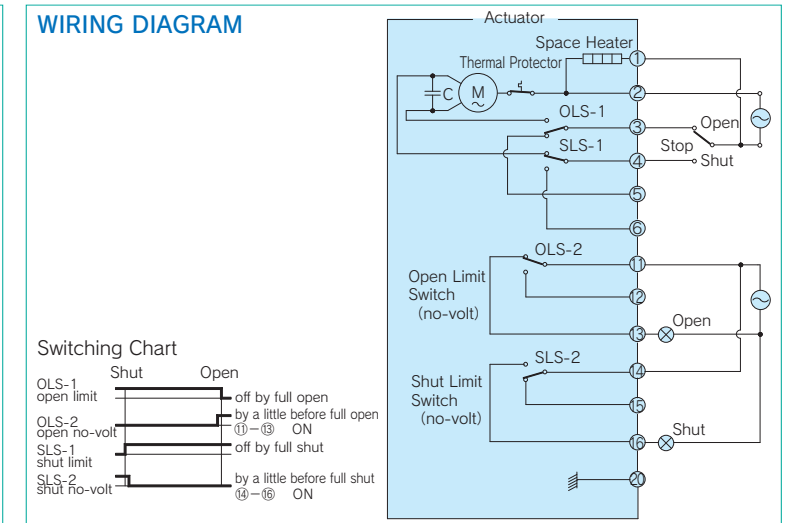 WIRING DIAGRAM
Actuator
Space Heater
①
Thermal Protector
②
C
M
OLS-1
③
Open
Stop
SLS-1
④
Shut
⑤
⑥
OLS-2
⑪
Open Limit
Switch
(no-volt)
⑫
⑬
Open
SLS-2
⑭
Shut Limit
Switch
(no-volt)
⑮
⑯
Shut
⑳
Switching Chart
Shut
Open
OLS-1
open limit
off by full open
OLS-2
open no-volt
by a little before full open
⑪-⑬ ON
SLS-1
shut limit
off by full shut
SLS-2
shut no-volt
by a little before full shut
⑭-⑯ ON